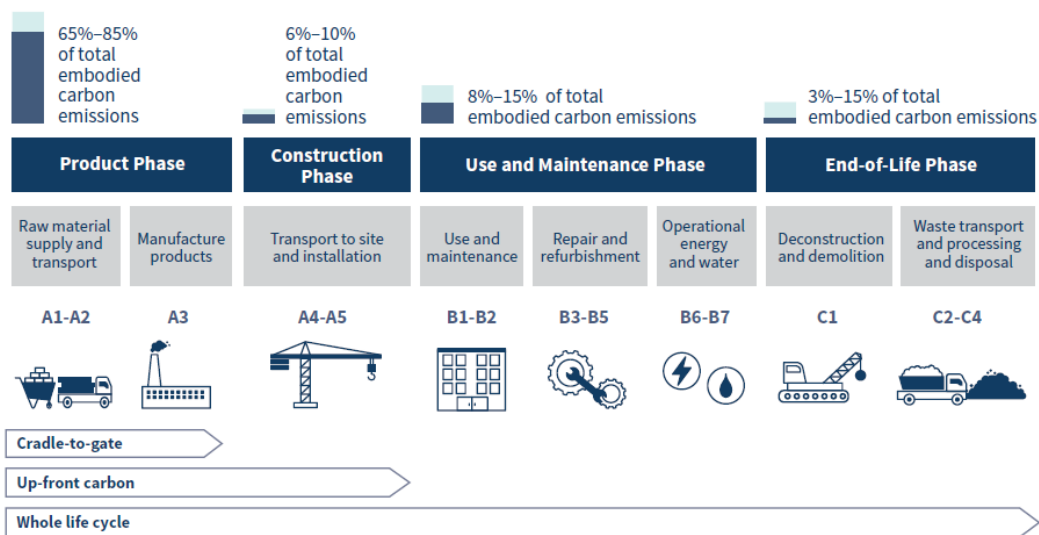 65%–85%
of total
embodied
carbon
emissions
6%–10%
of total
embodied
carbon
emissions
8%–15% of total
embodied carbon emissions
3%–15% of total
embodied carbon emissions
Product Phase
Construction
Phase
Use and Maintenance Phase
End-of-Life Phase
Raw material
supply and
transport
Manufacture
products
Transport to site
and installation
Use and
maintenance
Repair and
refurbishment
Operational
energy
and water
Deconstruction
and demolition
Waste transport
and processing
and disposal
A1-A2
A3
A4-A5
B1-B2
B3-B5
B6-B7
C1
C2-C4
Cradle-to-gate
Up-front carbon
Whole life cycle